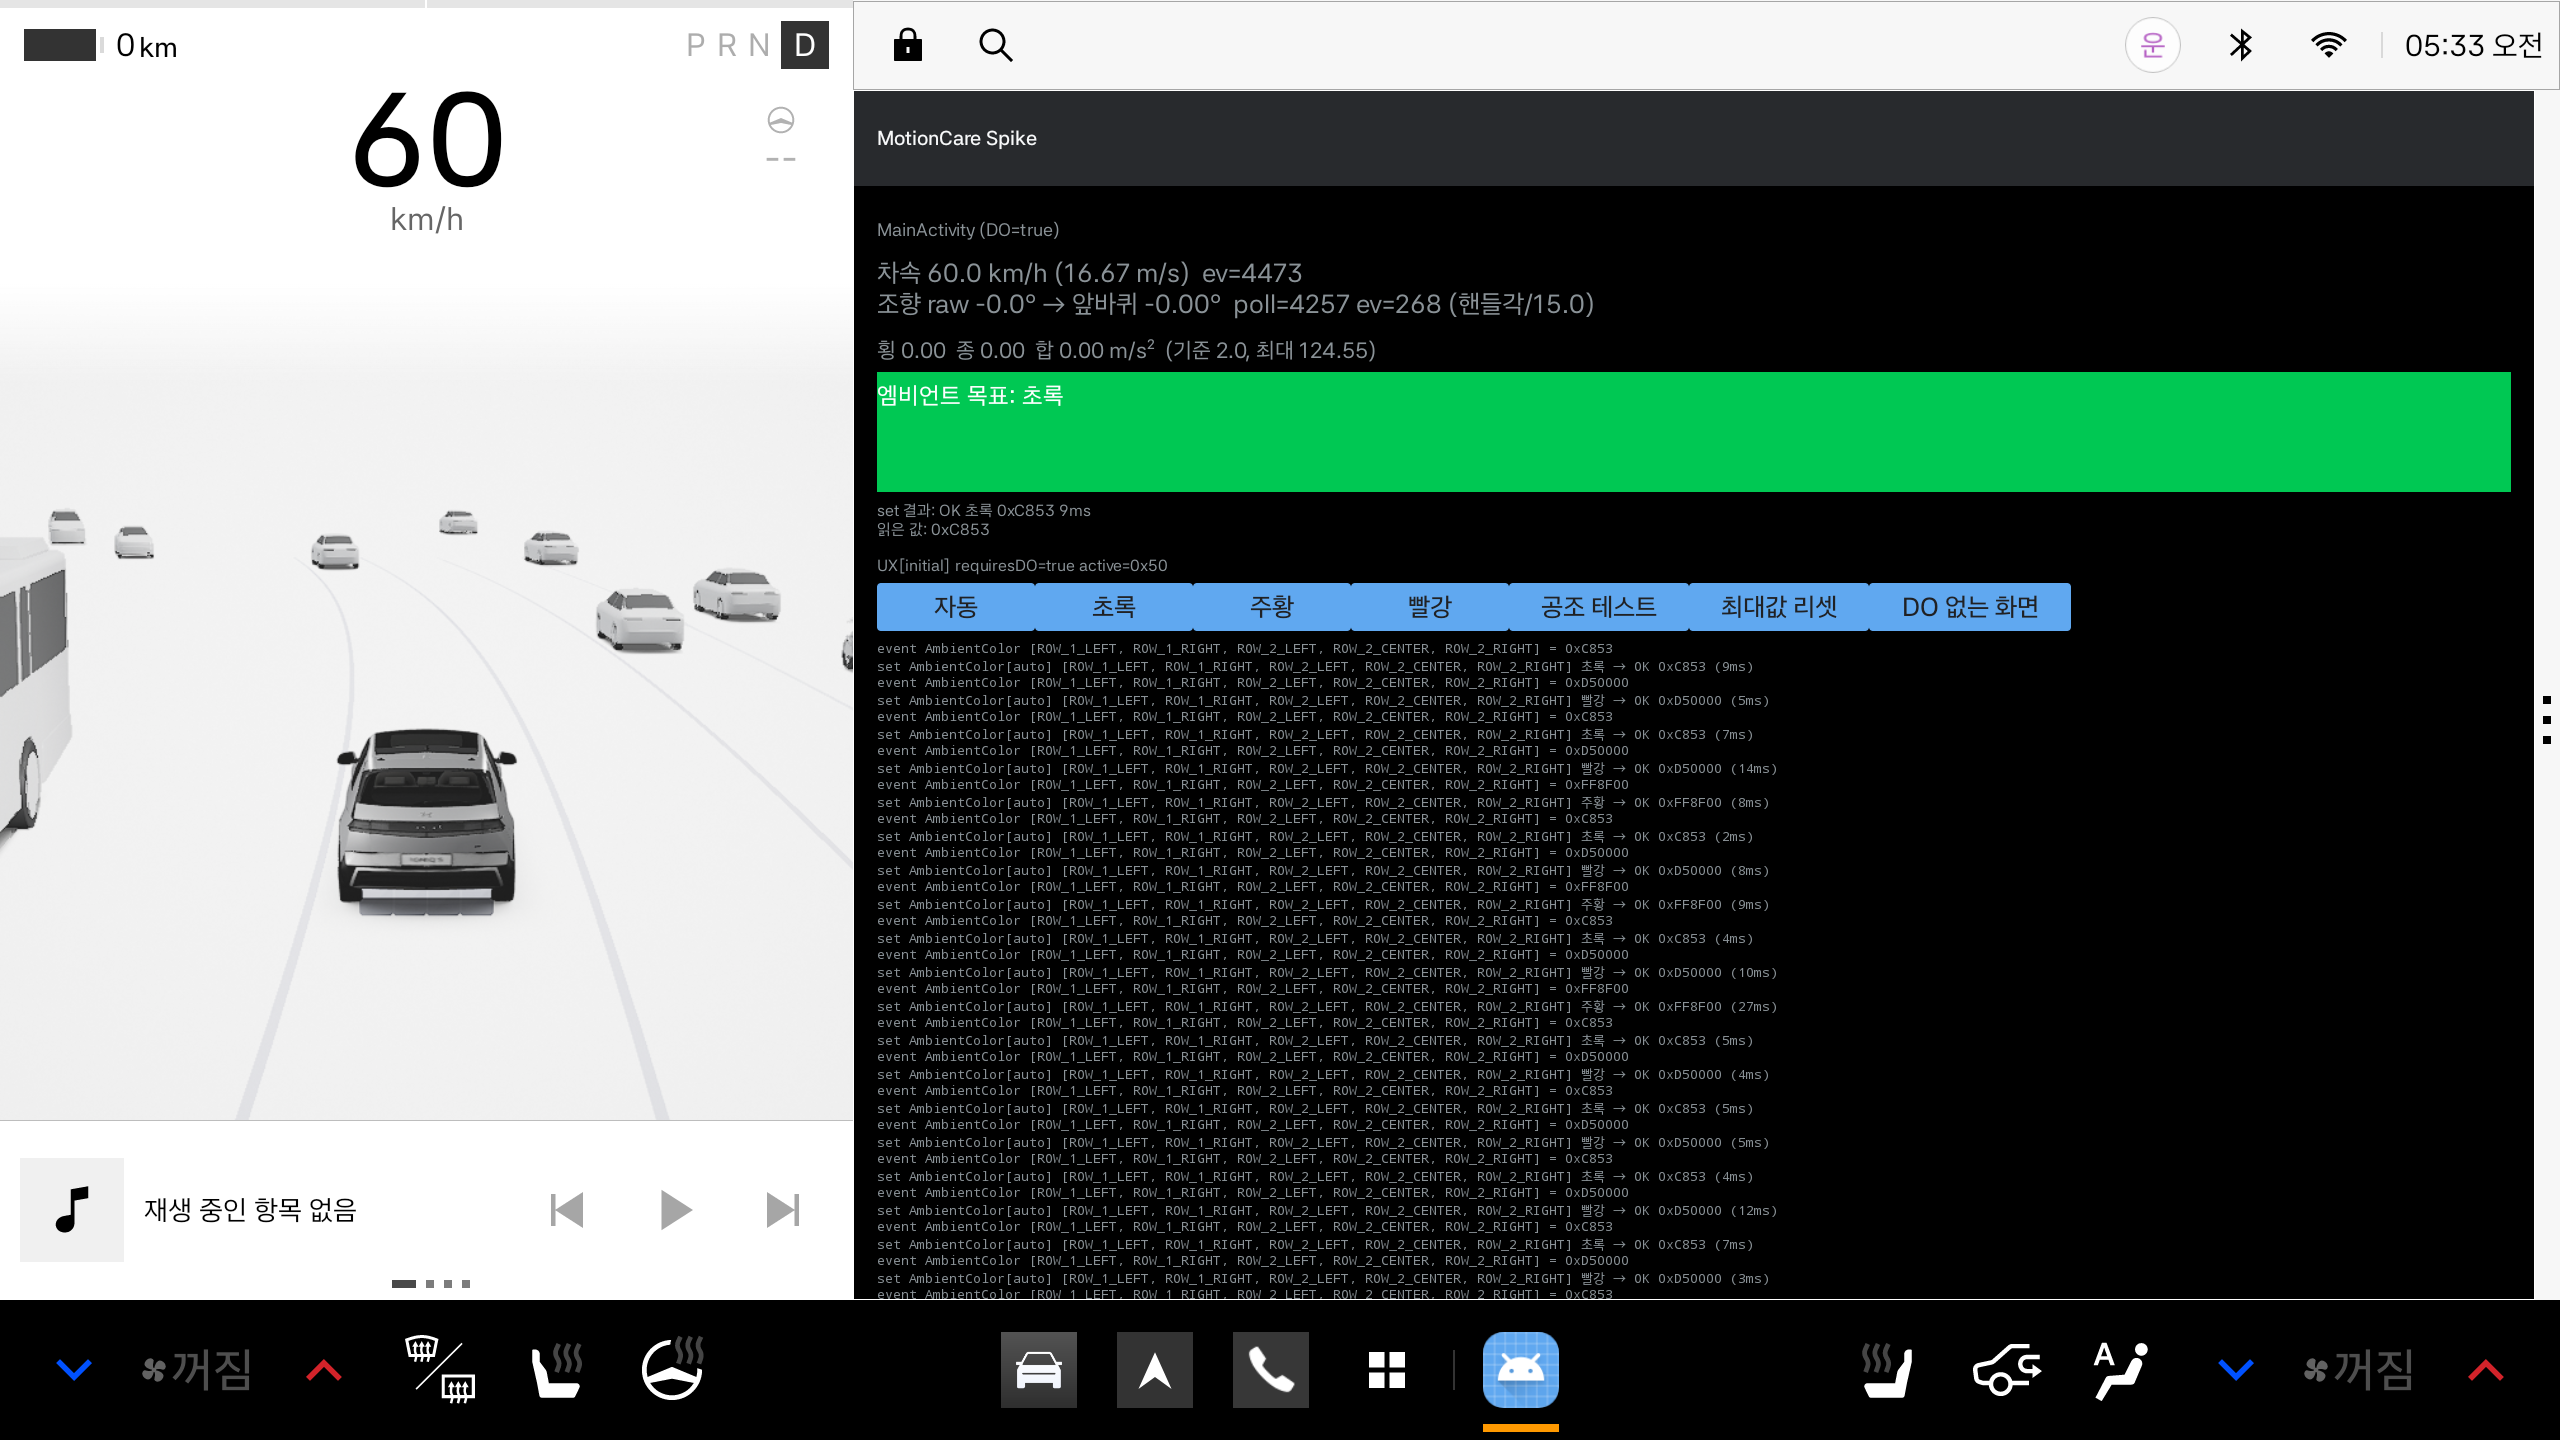 0 km
P R N D
60
km/h
--
재생 중인 항목 없음
운
05:33 오전
MotionCare Spike
MainActivity (DO=true)
차속 60.0 km/h (16.67 m/s)  ev=4473
조향 raw -0.0° → 앞바퀴 -0.00°  poll=4257 ev=268 (핸들각/15.0)
횡 0.00  종 0.00  합 0.00 m/s²  (기준 2.0, 최대 124.55)
엠비언트 목표: 초록
set 결과: OK 초록 0xC853 9ms
읽은 값: 0xC853
UX[initial] requiresDO=true active=0x50
자동 초록 주황 빨강 공조 테스트 최대값 리셋 DO 없는 화면
event AmbientColor [ROW_1_LEFT, ROW_1_RIGHT, ROW_2_LEFT, ROW_2_CENTER, ROW_2_RIGHT] = 0xC853
set AmbientColor[auto] [ROW_1_LEFT, ROW_1_RIGHT, ROW_2_LEFT, ROW_2_CENTER, ROW_2_RIGHT] 초록 → OK 0xC853 (9ms)
event AmbientColor [ROW_1_LEFT, ROW_1_RIGHT, ROW_2_LEFT, ROW_2_CENTER, ROW_2_RIGHT] = 0xD50000
set AmbientColor[auto] [ROW_1_LEFT, ROW_1_RIGHT, ROW_2_LEFT, ROW_2_CENTER, ROW_2_RIGHT] 빨강 → OK 0xD50000 (5ms)
event AmbientColor [ROW_1_LEFT, ROW_1_RIGHT, ROW_2_LEFT, ROW_2_CENTER, ROW_2_RIGHT] = 0xC853
set AmbientColor[auto] [ROW_1_LEFT, ROW_1_RIGHT, ROW_2_LEFT, ROW_2_CENTER, ROW_2_RIGHT] 초록 → OK 0xC853 (7ms)
event AmbientColor [ROW_1_LEFT, ROW_1_RIGHT, ROW_2_LEFT, ROW_2_CENTER, ROW_2_RIGHT] = 0xD50000
set AmbientColor[auto] [ROW_1_LEFT, ROW_1_RIGHT, ROW_2_LEFT, ROW_2_CENTER, ROW_2_RIGHT] 빨강 → OK 0xD50000 (14ms)
event AmbientColor [ROW_1_LEFT, ROW_1_RIGHT, ROW_2_LEFT, ROW_2_CENTER, ROW_2_RIGHT] = 0xFF8F00
set AmbientColor[auto] [ROW_1_LEFT, ROW_1_RIGHT, ROW_2_LEFT, ROW_2_CENTER, ROW_2_RIGHT] 주황 → OK 0xFF8F00 (8ms)
event AmbientColor [ROW_1_LEFT, ROW_1_RIGHT, ROW_2_LEFT, ROW_2_CENTER, ROW_2_RIGHT] = 0xC853
set AmbientColor[auto] [ROW_1_LEFT, ROW_1_RIGHT, ROW_2_LEFT, ROW_2_CENTER, ROW_2_RIGHT] 초록 → OK 0xC853 (2ms)
event AmbientColor [ROW_1_LEFT, ROW_1_RIGHT, ROW_2_LEFT, ROW_2_CENTER, ROW_2_RIGHT] = 0xD50000
set AmbientColor[auto] [ROW_1_LEFT, ROW_1_RIGHT, ROW_2_LEFT, ROW_2_CENTER, ROW_2_RIGHT] 빨강 → OK 0xD50000 (8ms)
event AmbientColor [ROW_1_LEFT, ROW_1_RIGHT, ROW_2_LEFT, ROW_2_CENTER, ROW_2_RIGHT] = 0xFF8F00
set AmbientColor[auto] [ROW_1_LEFT, ROW_1_RIGHT, ROW_2_LEFT, ROW_2_CENTER, ROW_2_RIGHT] 주황 → OK 0xFF8F00 (9ms)
event AmbientColor [ROW_1_LEFT, ROW_1_RIGHT, ROW_2_LEFT, ROW_2_CENTER, ROW_2_RIGHT] = 0xC853
set AmbientColor[auto] [ROW_1_LEFT, ROW_1_RIGHT, ROW_2_LEFT, ROW_2_CENTER, ROW_2_RIGHT] 초록 → OK 0xC853 (4ms)
event AmbientColor [ROW_1_LEFT, ROW_1_RIGHT, ROW_2_LEFT, ROW_2_CENTER, ROW_2_RIGHT] = 0xD50000
set AmbientColor[auto] [ROW_1_LEFT, ROW_1_RIGHT, ROW_2_LEFT, ROW_2_CENTER, ROW_2_RIGHT] 빨강 → OK 0xD50000 (10ms)
event AmbientColor [ROW_1_LEFT, ROW_1_RIGHT, ROW_2_LEFT, ROW_2_CENTER, ROW_2_RIGHT] = 0xFF8F00
set AmbientColor[auto] [ROW_1_LEFT, ROW_1_RIGHT, ROW_2_LEFT, ROW_2_CENTER, ROW_2_RIGHT] 주황 → OK 0xFF8F00 (27ms)
event AmbientColor [ROW_1_LEFT, ROW_1_RIGHT, ROW_2_LEFT, ROW_2_CENTER, ROW_2_RIGHT] = 0xC853
set AmbientColor[auto] [ROW_1_LEFT, ROW_1_RIGHT, ROW_2_LEFT, ROW_2_CENTER, ROW_2_RIGHT] 초록 → OK 0xC853 (5ms)
event AmbientColor [ROW_1_LEFT, ROW_1_RIGHT, ROW_2_LEFT, ROW_2_CENTER, ROW_2_RIGHT] = 0xD50000
set AmbientColor[auto] [ROW_1_LEFT, ROW_1_RIGHT, ROW_2_LEFT, ROW_2_CENTER, ROW_2_RIGHT] 빨강 → OK 0xD50000 (4ms)
event AmbientColor [ROW_1_LEFT, ROW_1_RIGHT, ROW_2_LEFT, ROW_2_CENTER, ROW_2_RIGHT] = 0xC853
set AmbientColor[auto] [ROW_1_LEFT, ROW_1_RIGHT, ROW_2_LEFT, ROW_2_CENTER, ROW_2_RIGHT] 초록 → OK 0xC853 (5ms)
event AmbientColor [ROW_1_LEFT, ROW_1_RIGHT, ROW_2_LEFT, ROW_2_CENTER, ROW_2_RIGHT] = 0xD50000
set AmbientColor[auto] [ROW_1_LEFT, ROW_1_RIGHT, ROW_2_LEFT, ROW_2_CENTER, ROW_2_RIGHT] 빨강 → OK 0xD50000 (5ms)
event AmbientColor [ROW_1_LEFT, ROW_1_RIGHT, ROW_2_LEFT, ROW_2_CENTER, ROW_2_RIGHT] = 0xC853
set AmbientColor[auto] [ROW_1_LEFT, ROW_1_RIGHT, ROW_2_LEFT, ROW_2_CENTER, ROW_2_RIGHT] 초록 → OK 0xC853 (4ms)
event AmbientColor [ROW_1_LEFT, ROW_1_RIGHT, ROW_2_LEFT, ROW_2_CENTER, ROW_2_RIGHT] = 0xD50000
set AmbientColor[auto] [ROW_1_LEFT, ROW_1_RIGHT, ROW_2_LEFT, ROW_2_CENTER, ROW_2_RIGHT] 빨강 → OK 0xD50000 (12ms)
event AmbientColor [ROW_1_LEFT, ROW_1_RIGHT, ROW_2_LEFT, ROW_2_CENTER, ROW_2_RIGHT] = 0xC853
set AmbientColor[auto] [ROW_1_LEFT, ROW_1_RIGHT, ROW_2_LEFT, ROW_2_CENTER, ROW_2_RIGHT] 초록 → OK 0xC853 (7ms)
event AmbientColor [ROW_1_LEFT, ROW_1_RIGHT, ROW_2_LEFT, ROW_2_CENTER, ROW_2_RIGHT] = 0xD50000
set AmbientColor[auto] [ROW_1_LEFT, ROW_1_RIGHT, ROW_2_LEFT, ROW_2_CENTER, ROW_2_RIGHT] 빨강 → OK 0xD50000 (3ms)
event AmbientColor [ROW_1_LEFT, ROW_1_RIGHT, ROW_2_LEFT, ROW_2_CENTER, ROW_2_RIGHT] = 0xC853
꺼짐
A
꺼짐